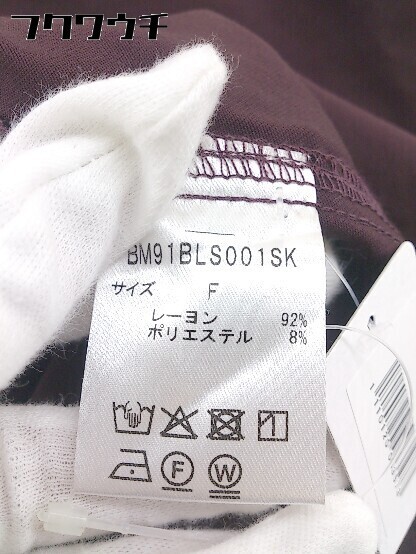 フクワウチ
BM91BLS001SK
サイズ F
レーヨン 92%
ポリエステル 8%
F W